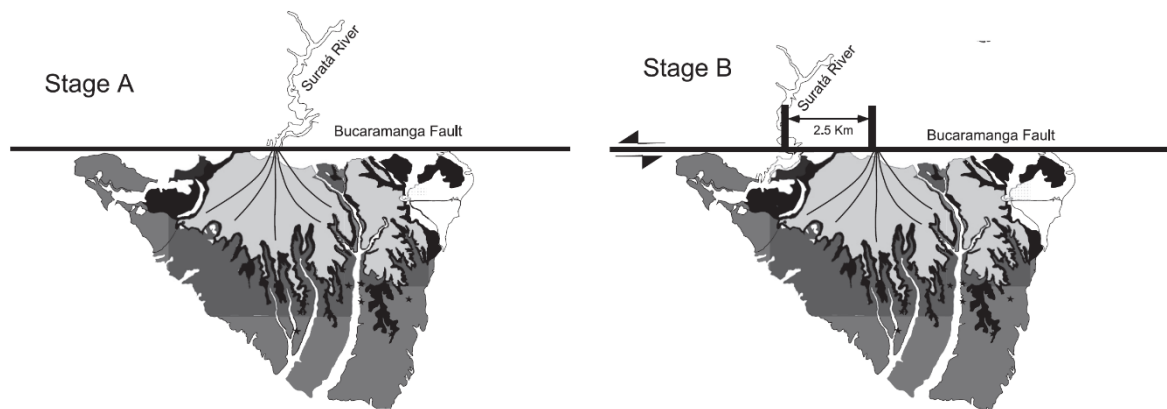 Stage A
Suratá River
Bucaramanga Fault
Stage B
Suratá River
2.5 Km
Bucaramanga Fault